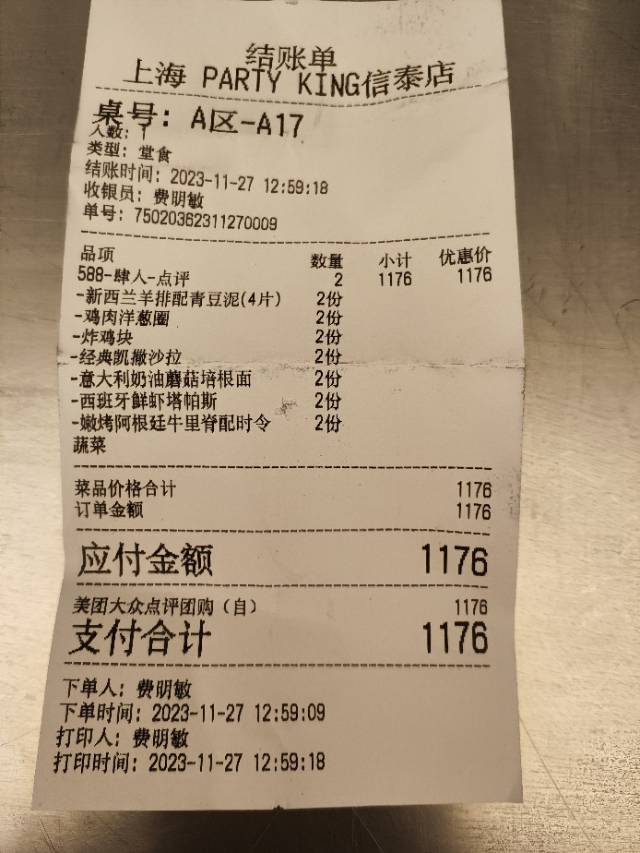 结账单
上海 PARTY KING信泰店
桌号: A区-A17
人数: 1
类型: 堂食
结账时间: 2023-11-27 12:59:18
收银员: 费明敏
单号: 75020362311270009
品项 数量 小计 优惠价
588-肆人-点评 2 1176 1176
-新西兰羊排配青豆泥(4片) 2份
-鸡肉洋葱圈 2份
-炸鸡块 2份
-经典凯撒沙拉 2份
-意大利奶油蘑菇培根面 2份
-西班牙鲜虾塔帕斯 2份
-嫩烤阿根廷牛里脊配时令 2份
蔬菜
菜品价格合计 1176
订单金额 1176
应付金额 1176
美团大众点评团购（自） 1176
支付合计 1176
下单人: 费明敏
下单时间: 2023-11-27 12:59:09
打印人: 费明敏
打印时间: 2023-11-27 12:59:18